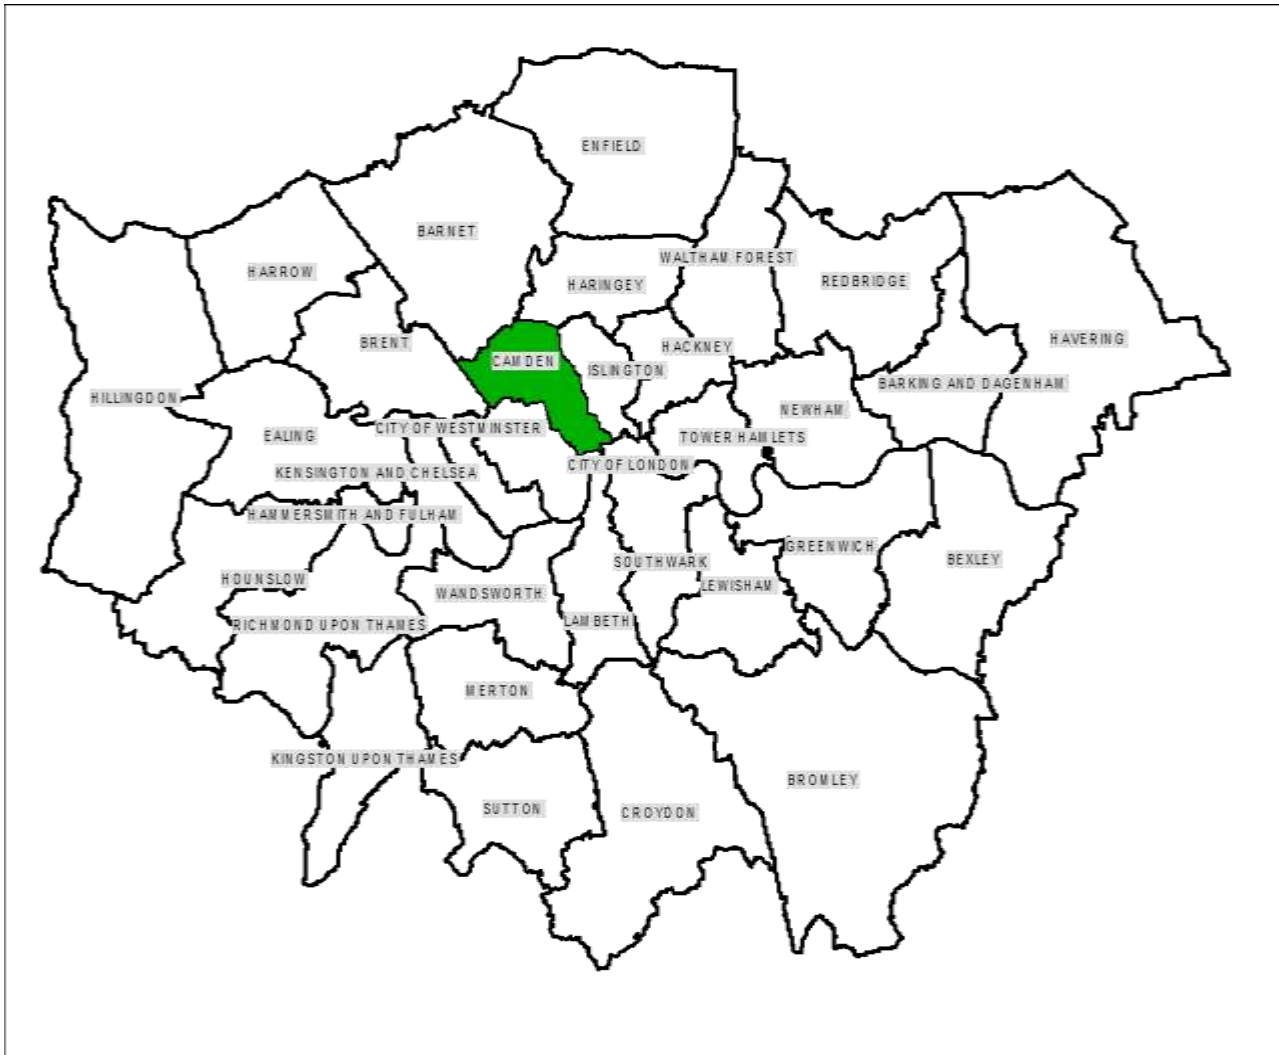 ENFIELD
BARNET
WALTHAM FOREST
HARROW
HARINGEY
REDBRIDGE
HAVERING
BRENT
HACKNEY
CAMDEN
ISLINGTON
BARKING AND DAGENHAM
HILLINGDON
NEWHAM
CITY OF WESTMINSTER
EALING
TOWER HAMLETS
CITY OF LONDON
KENSINGTON AND CHELSEA
HAMMERSMITH AND FULHAM
GREENWICH
BEXLEY
SOUTHWARK
HOUNSLOW
LEWISHAM
WANDSWORTH
LAMBETH
RICHMOND UPON THAMES
MERTON
KINGSTON UPON THAMES
BROMLEY
SUTTON
CROYDON